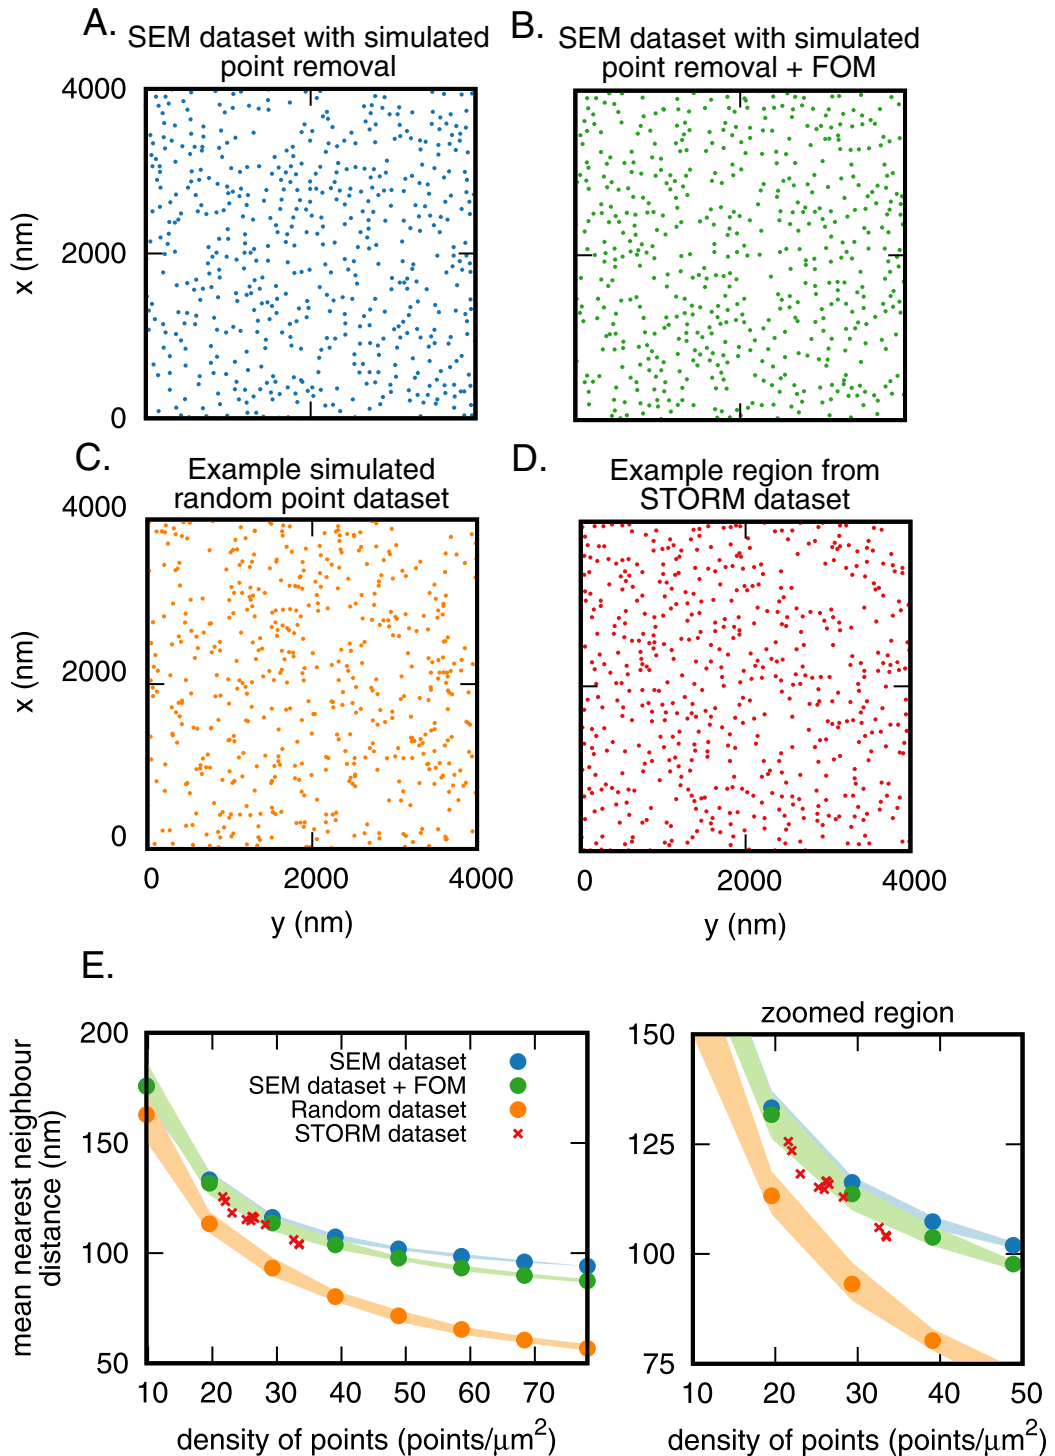 A.
SEM dataset with simulated
point removal
B.
SEM dataset with simulated
point removal + FOM
4000
x (nm)
2000
0
C.
Example simulated
random point dataset
D.
Example region from
STORM dataset
4000
x (nm)
2000
0
0 2000 4000
y (nm)
0 2000 4000
y (nm)
E.
mean nearest neighbour
distance (nm)
200
150
100
50
SEM dataset
SEM dataset + FOM
Random dataset
STORM dataset
10 20 30 40 50 60 70
density of points (points/μm²)
zoomed region
150
125
100
75
10 20 30 40 50
density of points (points/μm²)